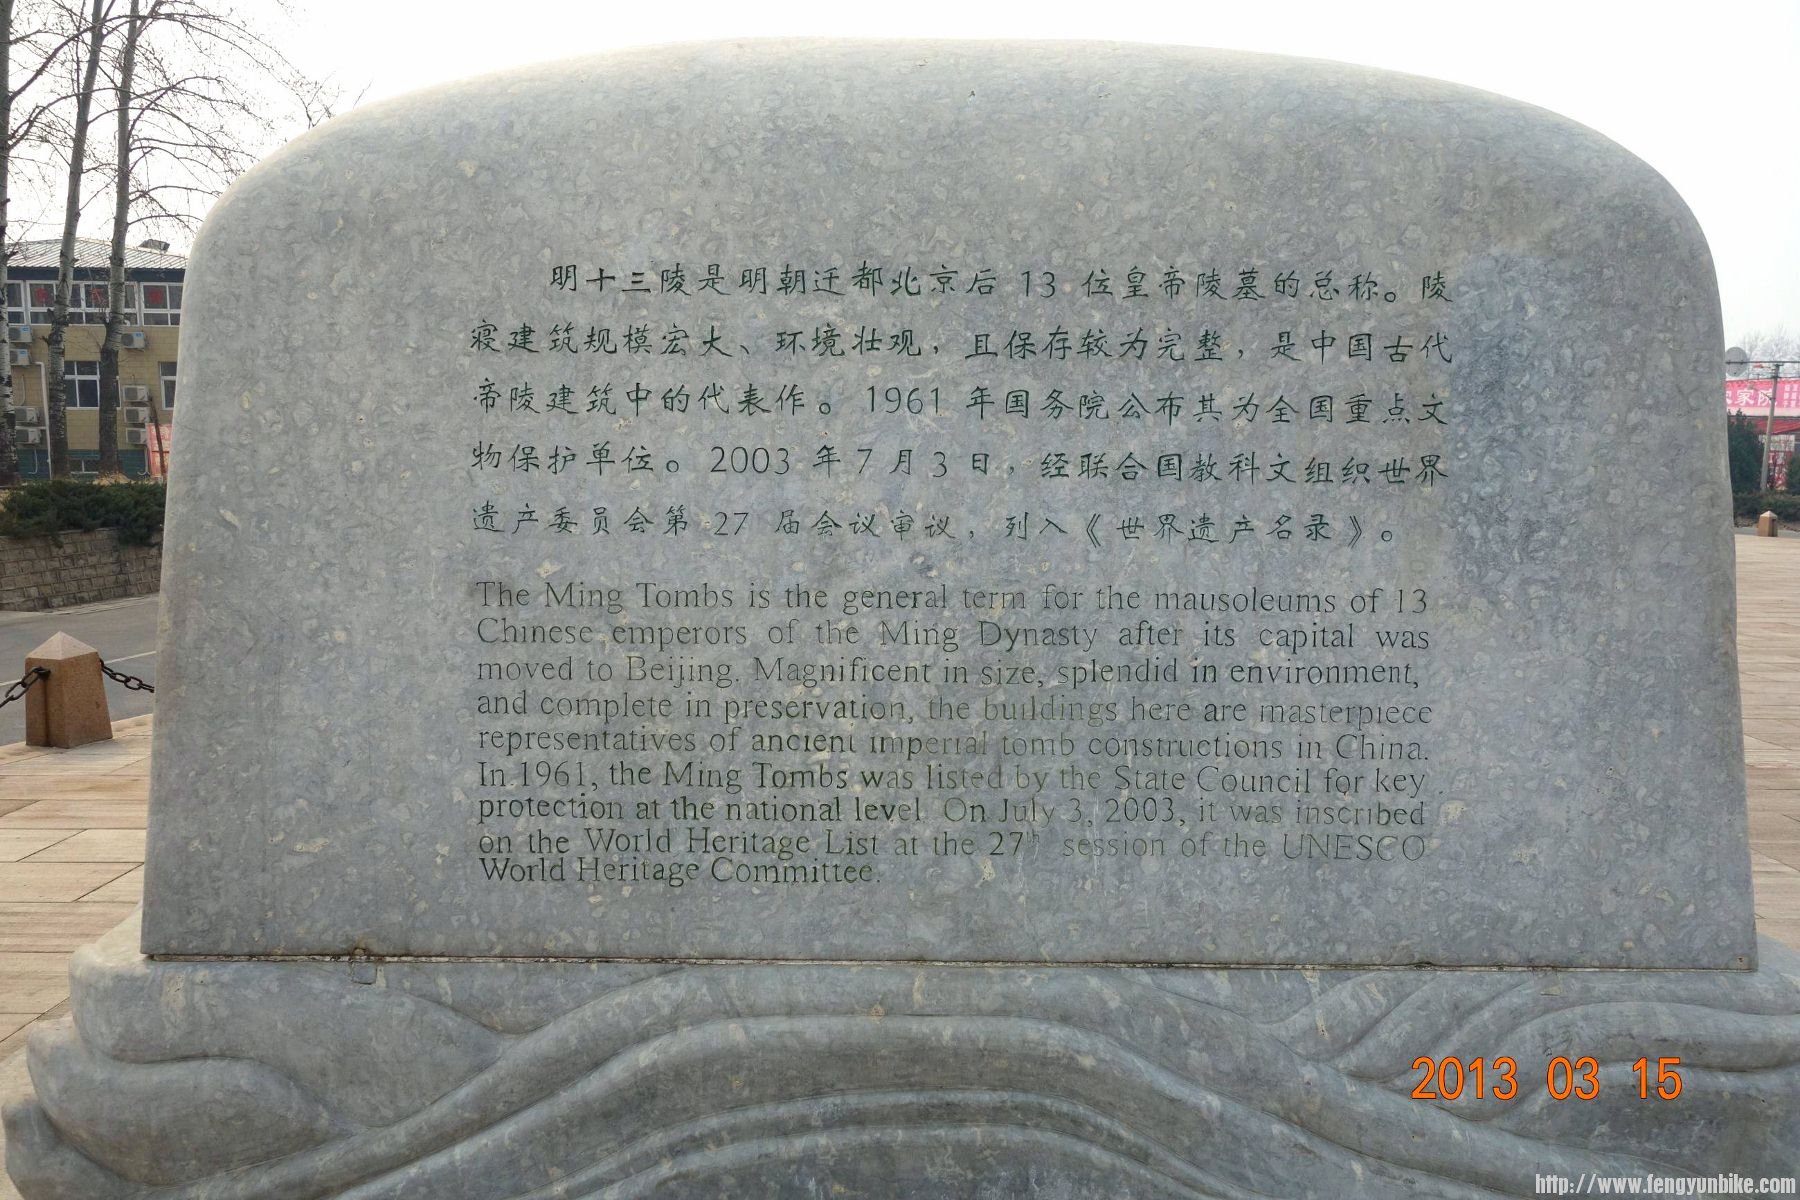 明十三陵是明朝迁都北京后 13 位皇帝陵墓的总称。陵
寝建筑规模宏大、环境壮观，且保存较为完整，是中国古代
帝陵建筑中的代表作。1961 年国务院公布其为全国重点文
物保护单位。2003 年 7 月 3 日，经联合国教科文组织世界
遗产委员会第 27 届会议审议，列入《世界遗产名录》。
The Ming Tombs is the general term for the mausoleums of 13
Chinese emperors of the Ming Dynasty after its capital was
moved to Beijing. Magnificent in size, splendid in environment,
and complete in preservation, the buildings here are masterpiece
representatives of ancient imperial tomb constructions in China.
In 1961, the Ming Tombs was listed by the State Council for key
protection at the national level. On July 3, 2003, it was inscribed
on the World Heritage List at the 27th session of the UNESCO
World Heritage Committee.
家院
2013 03 15
http://www.fengyunbike.com